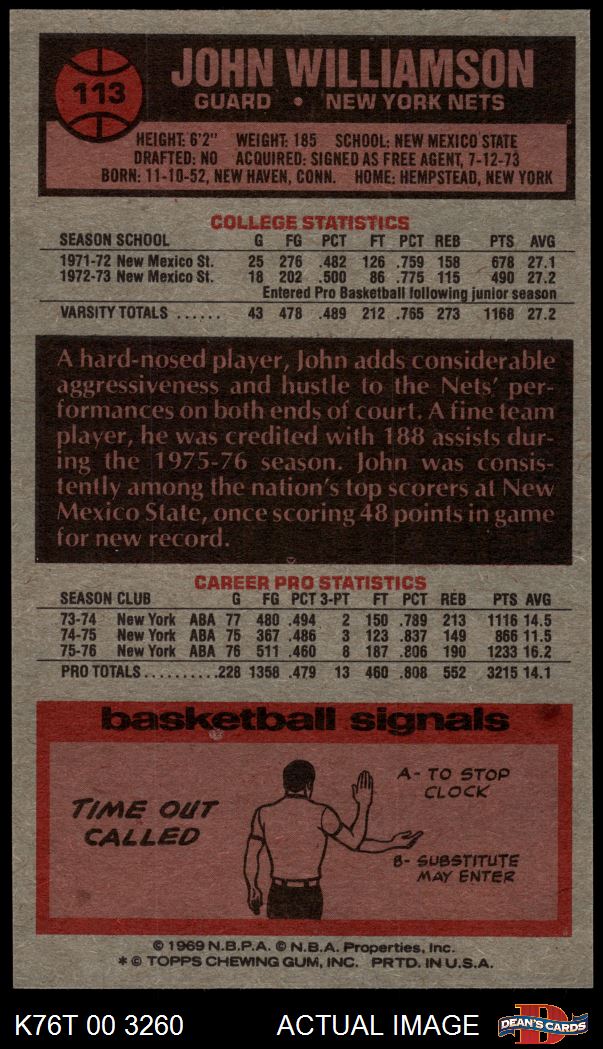 113
JOHN WILLIAMSON
GUARD • NEW YORK NETS
HEIGHT: 6'2" WEIGHT: 185 SCHOOL: NEW MEXICO STATE
DRAFTED: NO ACQUIRED: SIGNED AS FREE AGENT, 7-12-73
BORN: 11-10-52, NEW HAVEN, CONN. HOME: HEMPSTEAD, NEW YORK
COLLEGE STATISTICS
SEASON SCHOOL G FG PCT FT PCT REB PTS AVG
1971-72 New Mexico St. 25 276 .482 126 .759 158 678 27.1
1972-73 New Mexico St. 18 202 .500 86 .775 115 490 27.2
Entered Pro Basketball following junior season
VARSITY TOTALS ...... 43 478 .489 212 .765 273 1168 27.2
A hard-nosed player, John adds considerable
aggressiveness and hustle to the Nets' per-
formances on both ends of court. A fine team
player, he was credited with 188 assists dur-
ing the 1975-76 season. John was consis-
tently among the nation's top scorers at New
Mexico State, once scoring 48 points in game
for new record.
CAREER PRO STATISTICS
SEASON CLUB G FG PCT 3-PT FT PCT REB PTS AVG
73-74 New York ABA 77 480 .494 2 150 .789 213 1116 14.5
74-75 New York ABA 75 367 .486 3 123 .837 149 866 11.5
75-76 New York ABA 76 511 .460 8 187 .806 190 1233 16.2
PRO TOTALS..........228 1358 .479 13 460 .808 552 3215 14.1
basketball signals
TIME OUT
CALLED
A- TO STOP
CLOCK
B- SUBSTITUTE
MAY ENTER
© 1969 N.B.P.A. © N.B.A. Properties, Inc.
* © TOPPS CHEWING GUM, INC. PRTD. IN U.S.A.
K76T 00 3260 ACTUAL IMAGE DEAN'S CARDS